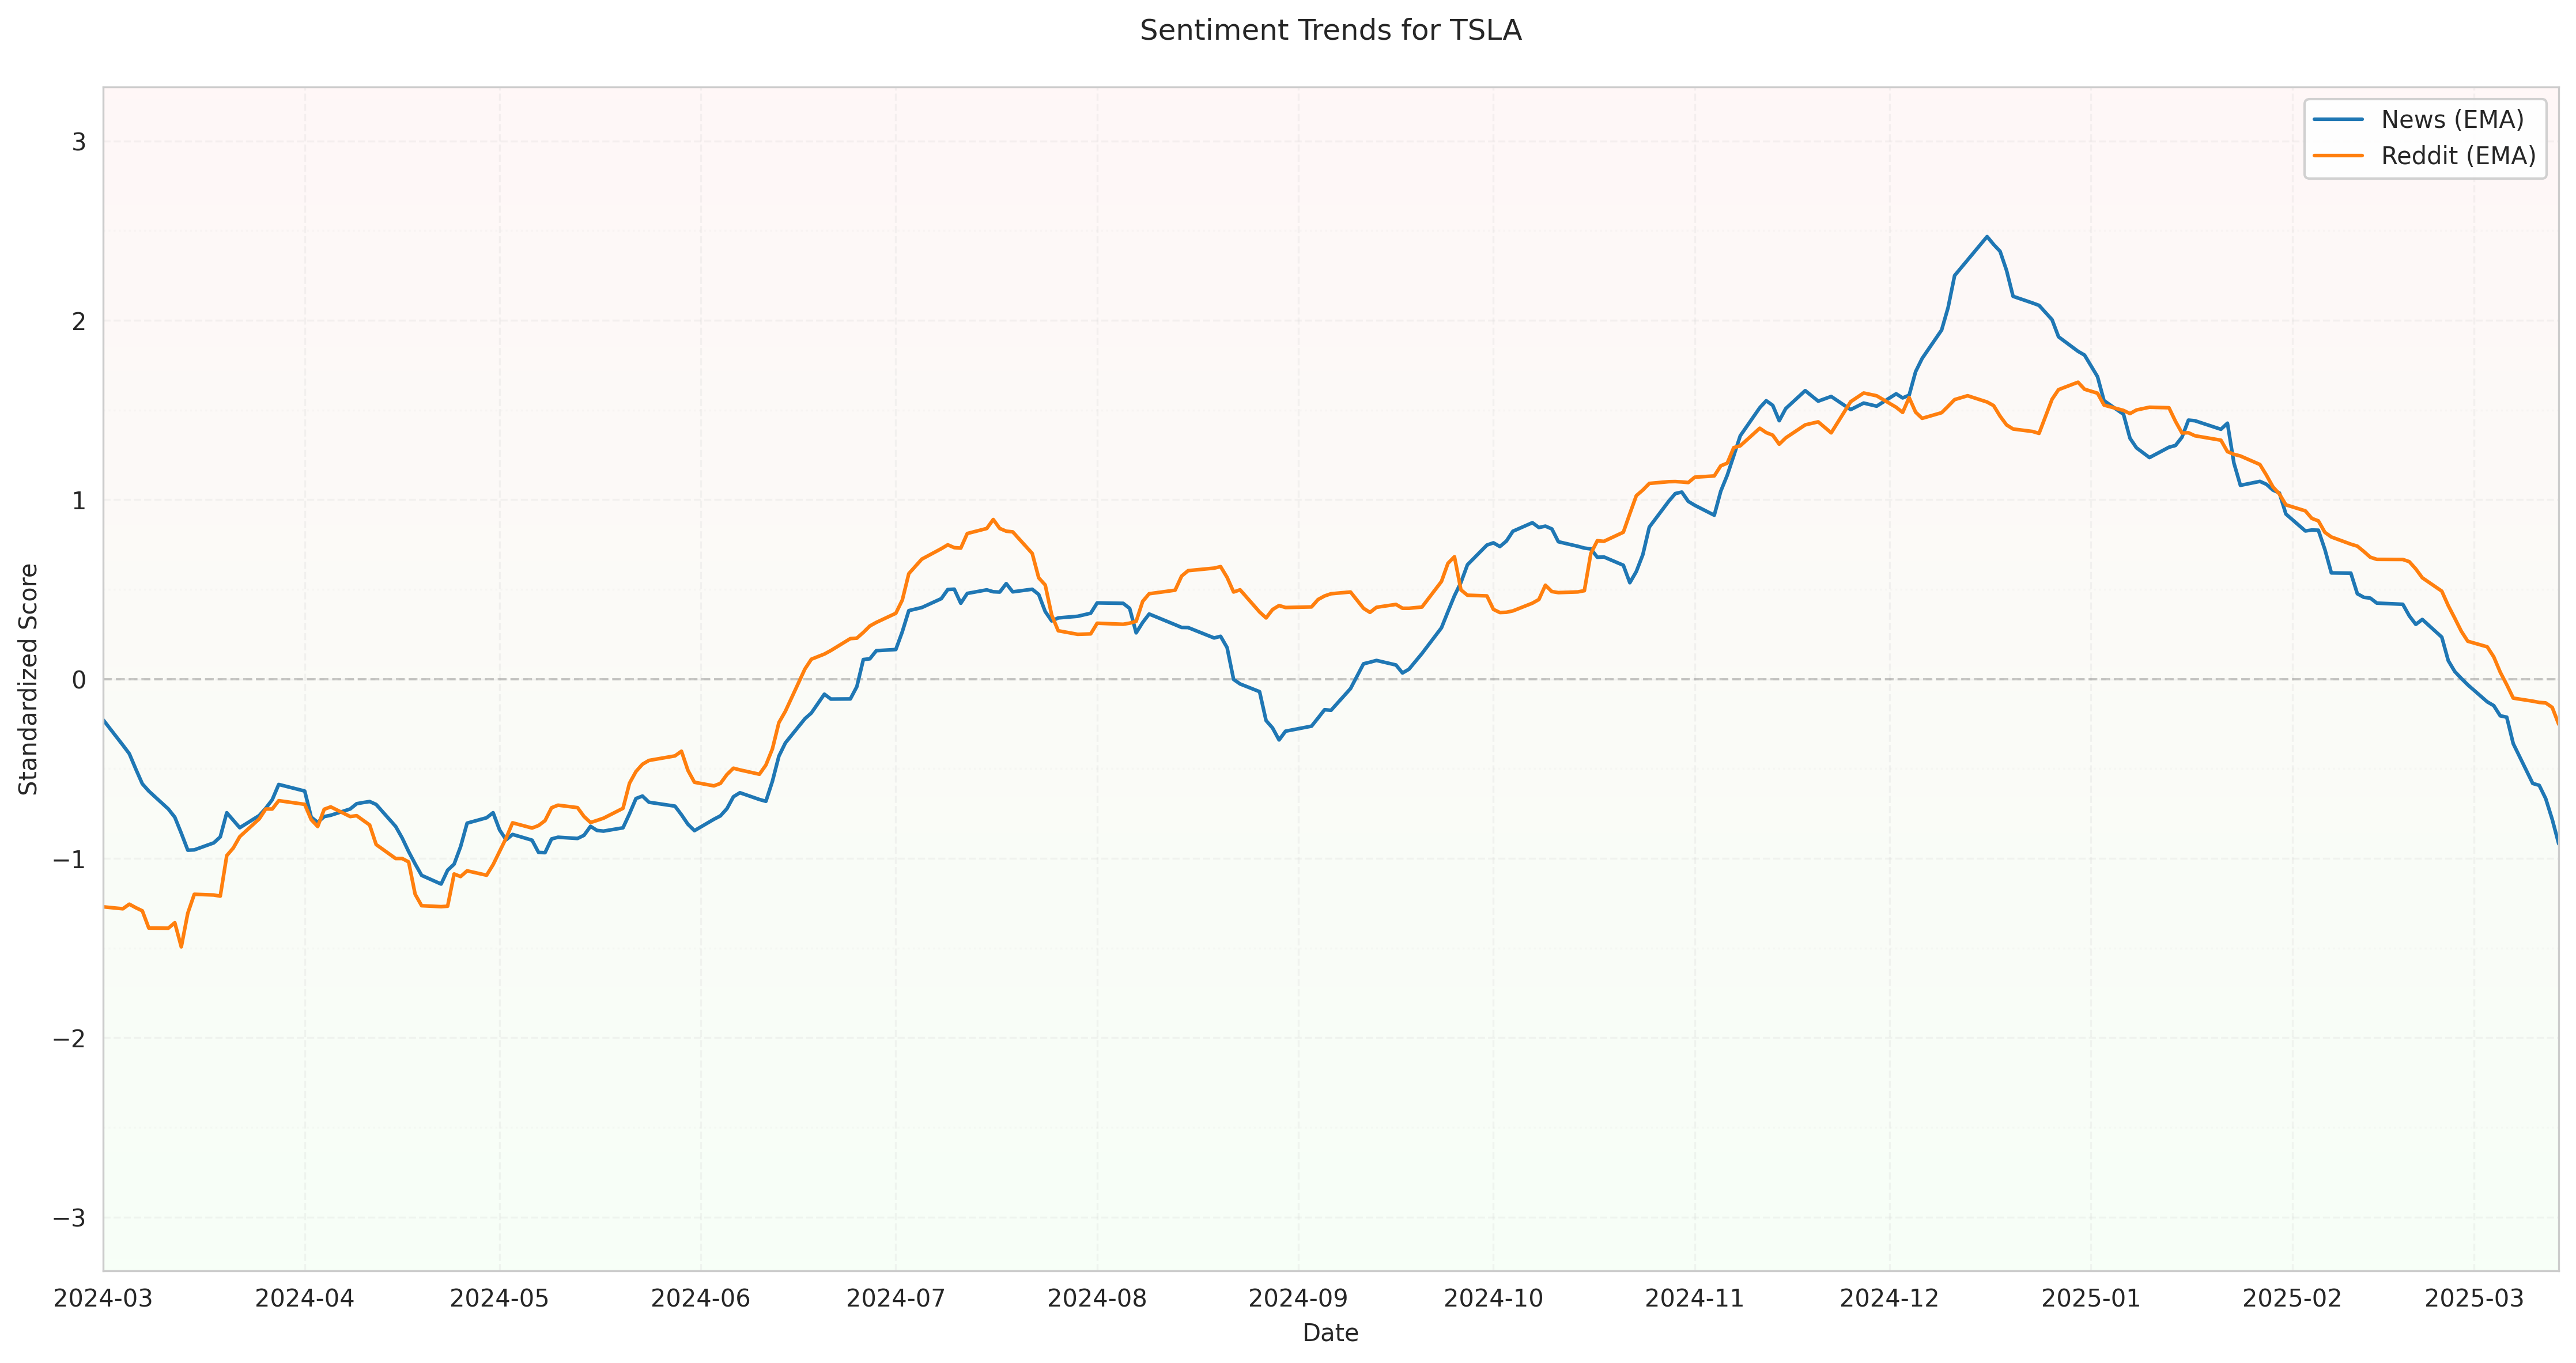 Sentiment Trends for TSLA
News (EMA)
Reddit (EMA)
Standardized Score
3
2
1
0
−1
−2
−3
2024-03 2024-04 2024-05 2024-06 2024-07 2024-08 2024-09 2024-10 2024-11 2024-12 2025-01 2025-02 2025-03
Date